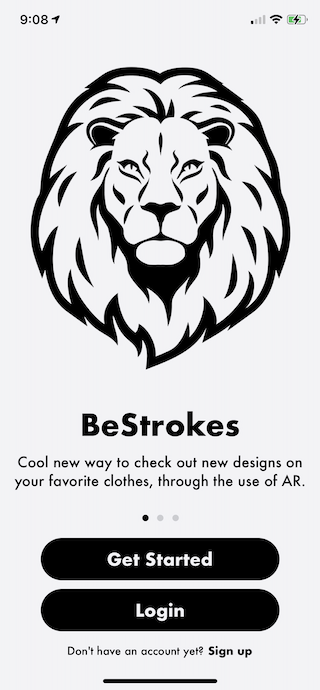 9:08
BeStrokes
Cool new way to check out new designs on
your favorite clothes, through the use of AR.
Get Started
Login
Don't have an account yet? Sign up